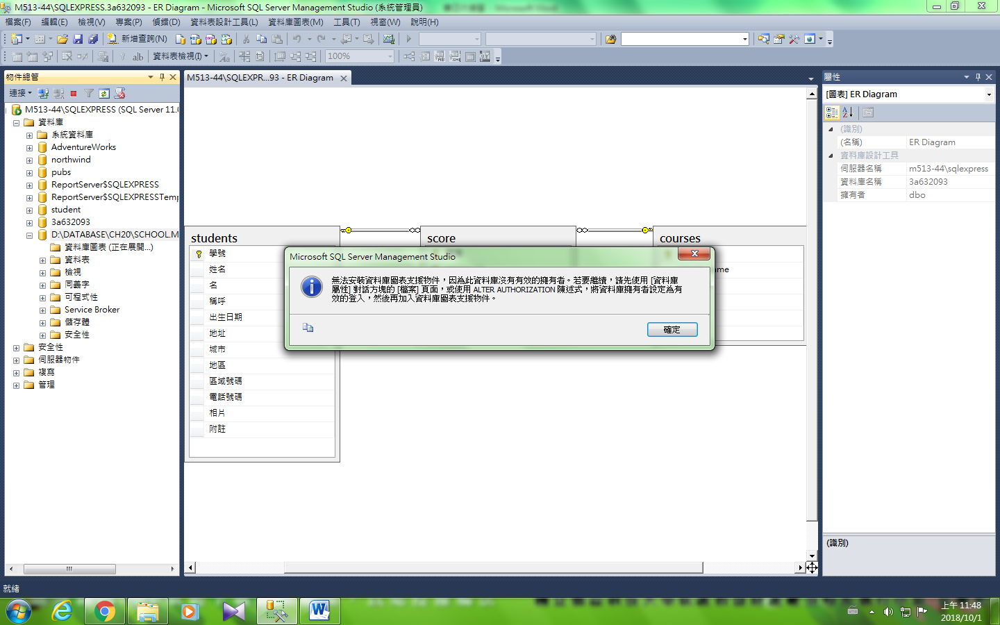 M513-44\SQLEXPRESS.3a632093 - ER Diagram - Microsoft SQL Server Management Studio (系統管理員)
檔案(F) 編輯(E) 檢視(V) 專案(P) 偵錯(D) 資料表設計工具(L) 資料庫圖表(M) 工具(T) 視窗(W) 說明(H)
新增查詢(N)
資料表檢視(I) 100%
物件總管
連接
M513-44\SQLEXPRESS (SQL Server 11.0
資料庫
系統資料庫
AdventureWorks
northwind
pubs
ReportServer$SQLEXPRESS
ReportServer$SQLEXPRESSTemp
student
3a632093
D:\DATABASE\CH20\SCHOOL.M
資料庫圖表 (正在展開...)
資料表
檢視
同義字
可程式性
Service Broker
儲存體
安全性
安全性
伺服器物件
複寫
管理
M513-44\SQLEXPR...93 - ER Diagram
students
學號
姓名
名
稱呼
出生日期
地址
城市
地區
區域號碼
電話號碼
相片
附註
score
courses
ame
Microsoft SQL Server Management Studio
無法安裝資料庫圖表支援物件，因為此資料庫沒有有效的擁有者。若要繼續，請先使用 [資料庫
屬性] 對話方塊的 [檔案] 頁面，或使用 ALTER AUTHORIZATION 陳述式，將資料庫擁有者設定為有
效的登入，然後再加入資料庫圖表支援物件。
確定
屬性
[圖表] ER Diagram
(識別)
(名稱) ER Diagram
資料庫設計工具
伺服器名稱 m513-44\sqlexpress
資料庫名稱 3a632093
擁有者 dbo
(識別)
就緒
上午 11:48
2018/10/1